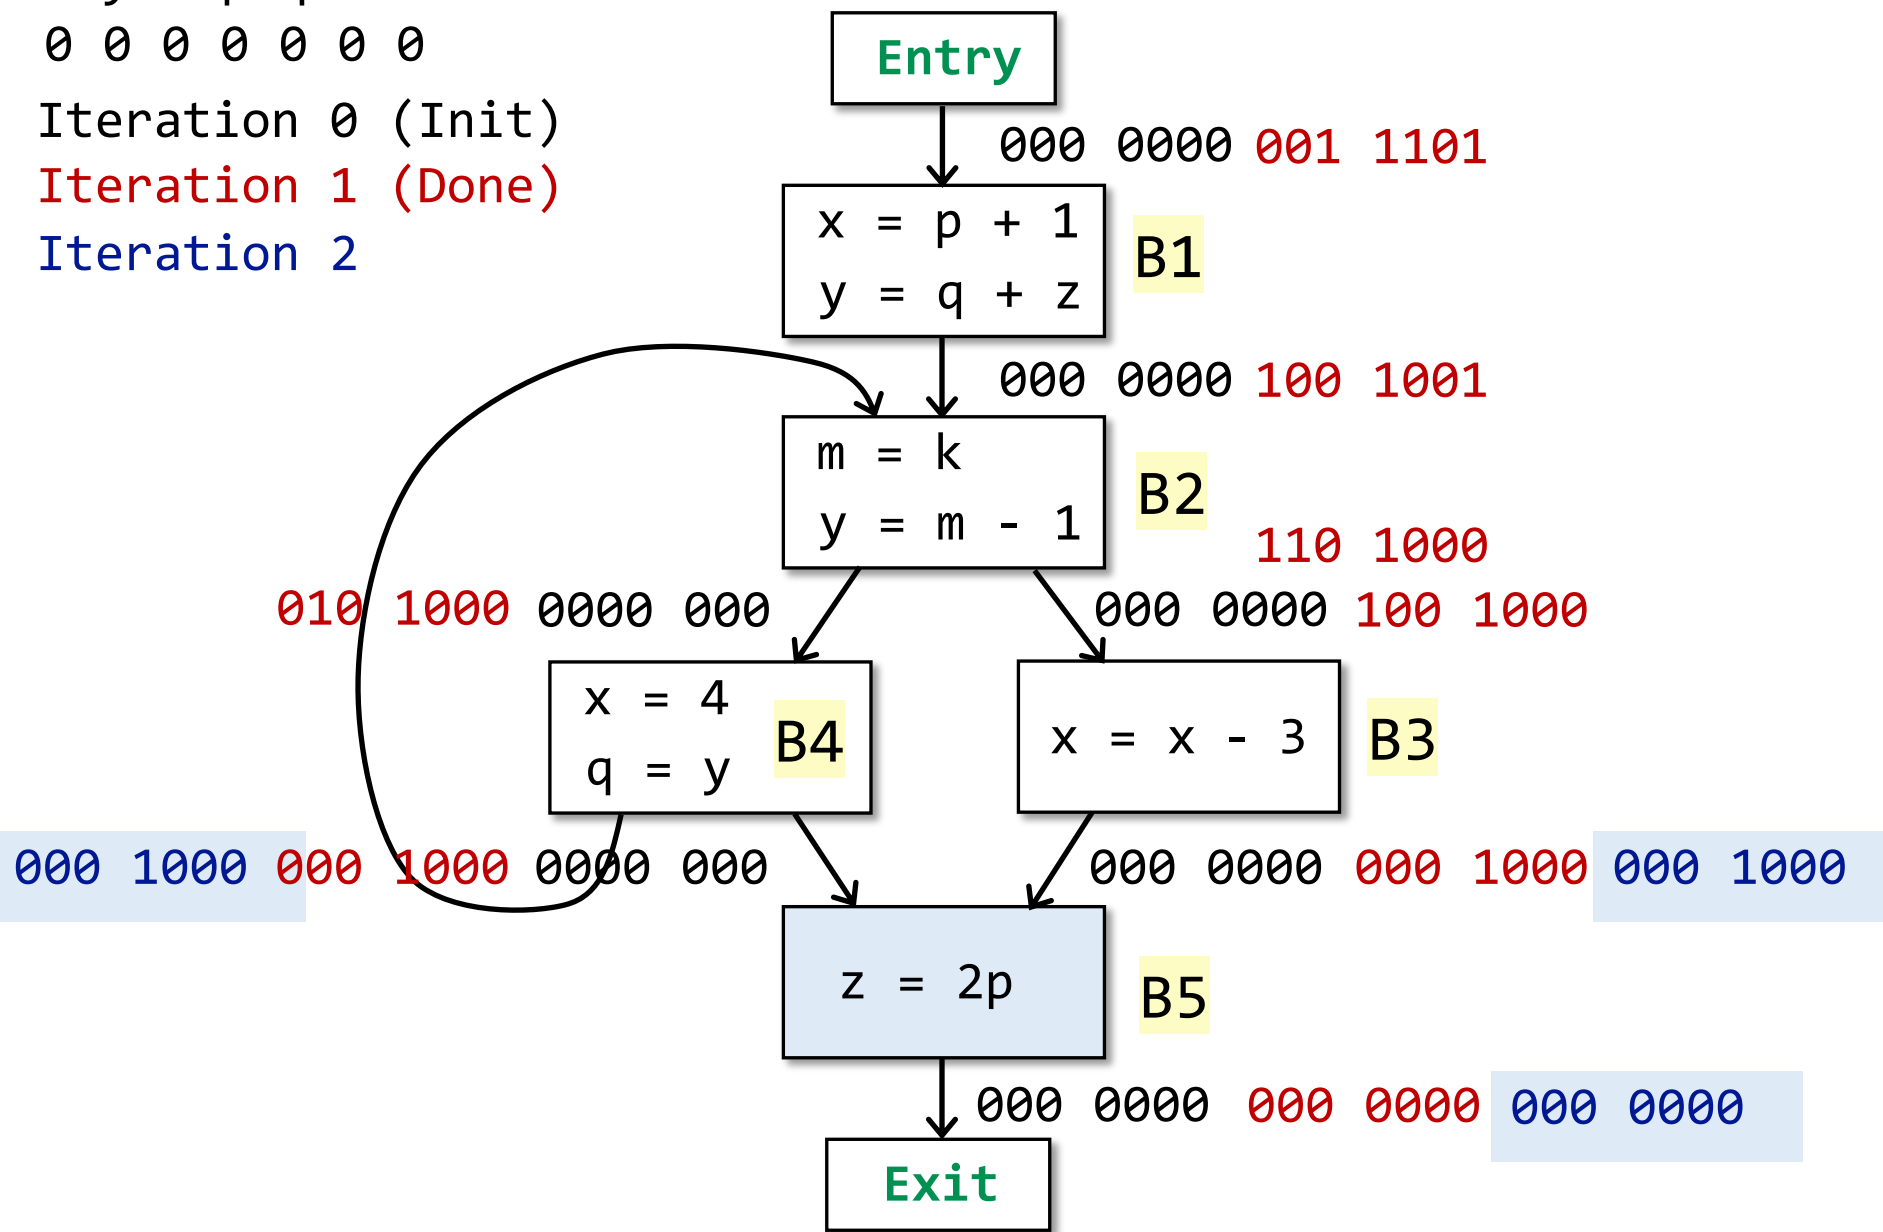 0 0 0 0 0 0 0
Iteration 0 (Init)
Iteration 1 (Done)
Iteration 2
Entry
000 0000 001 1101
x = p + 1
y = q + z
B1
000 0000 100 1001
m = k
y = m - 1
B2
110 1000
010 1000 0000 000
000 0000 100 1000
x = 4
q = y
B4
x = x - 3
B3
000 1000 000 1000 0000 000
000 0000 000 1000 000 1000
z = 2p
B5
000 0000 000 0000 000 0000
Exit